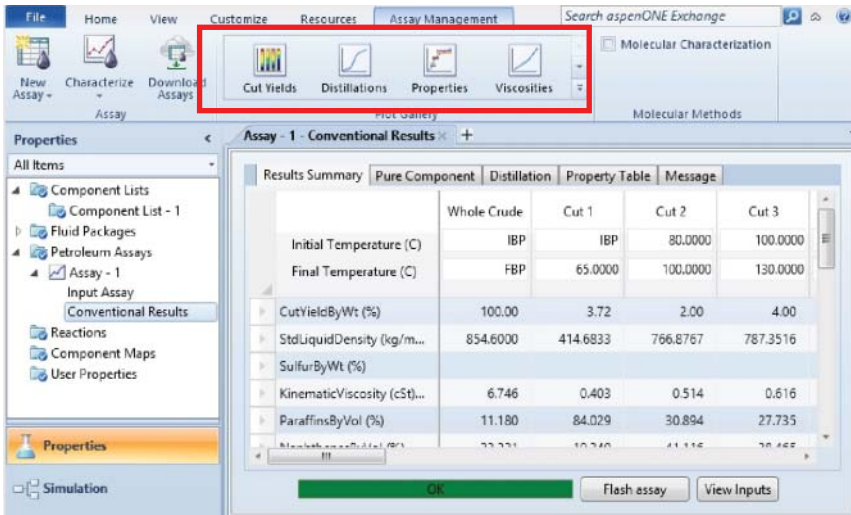 File Home View Customize Resources Assay Management Search aspenONE Exchange
New Assay Characterize Download Assays
Assay
Cut Yields Distillations Properties Viscosities
Plot Gallery
Molecular Characterization
Molecular Methods
Properties <
All Items
Component Lists
Component List - 1
Fluid Packages
Petroleum Assays
Assay - 1
Input Assay
Conventional Results
Reactions
Component Maps
User Properties
Properties
Simulation
Assay - 1 - Conventional Results × +
Results Summary Pure Component Distillation Property Table Message
Whole Crude Cut 1 Cut 2 Cut 3
Initial Temperature (C) IBP IBP 80.0000 100.0000
Final Temperature (C) FBP 65.0000 100.0000 130.0000
CutYieldByWt (%) 100.00 3.72 2.00 4.00
StdLiquidDensity (kg/m... 854.6000 414.6833 766.8767 787.3516
SulfurByWt (%)
KinematicViscosity (cSt)... 6.746 0.403 0.514 0.616
ParaffinsByVol (%) 11.180 84.029 30.894 27.735
OK Flash assay View Inputs